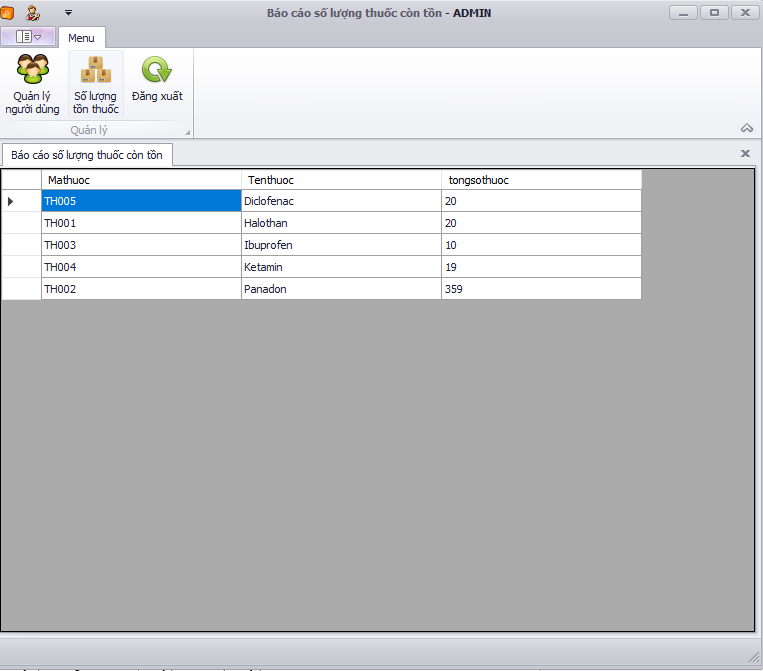 Báo cáo số lượng thuốc còn tồn - ADMIN
Menu
Quản lý
người dùng
Số lượng
tồn thuốc
Đăng xuất
Quản lý
Báo cáo số lượng thuốc còn tồn
Mathuoc Tenthuoc tongsothuoc
TH005 Diclofenac 20
TH001 Halothan 20
TH003 Ibuprofen 10
TH004 Ketamin 19
TH002 Panadon 359